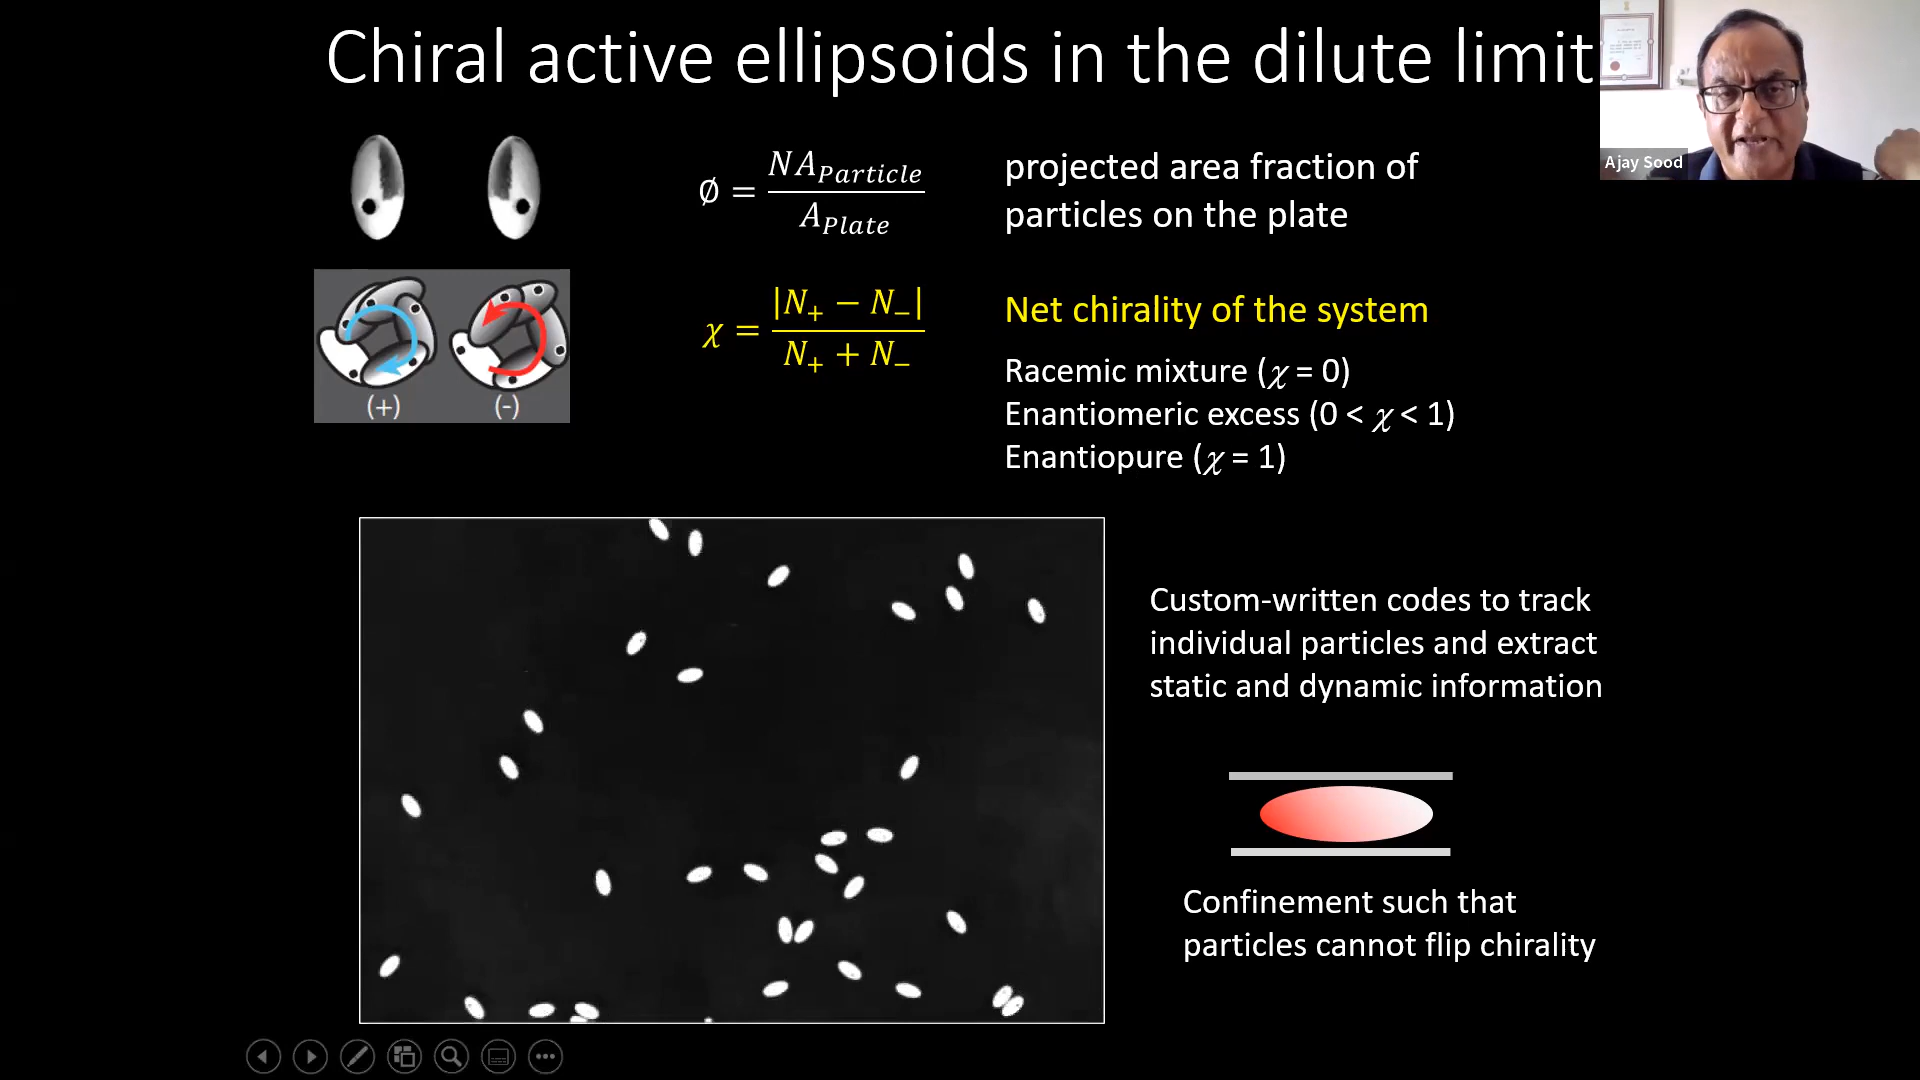 Chiral active ellipsoids in the dilute limit
Ajay Sood
∅ = NA_Particle / A_Plate
projected area fraction of
particles on the plate
(+) (-)
χ = |N₊ − N₋| / N₊ + N₋
Net chirality of the system
Racemic mixture (χ = 0)
Enantiomeric excess (0 < χ < 1)
Enantiopure (χ = 1)
Custom-written codes to track
individual particles and extract
static and dynamic information
Confinement such that
particles cannot flip chirality